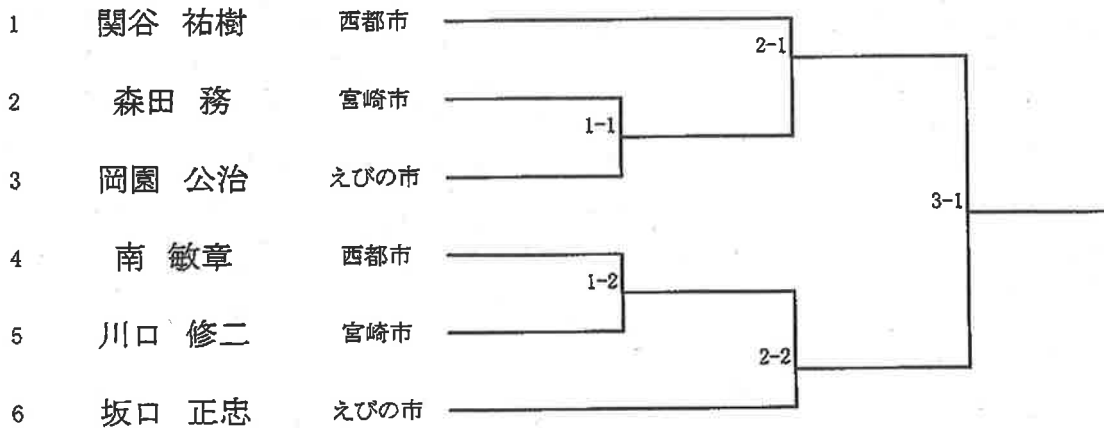 1 関谷 祐樹 西都市
2-1
2 森田 務 宮崎市
1-1
3 岡園 公治 えびの市
3-1
4 南 敏章 西都市
1-2
5 川口 修二 宮崎市
2-2
6 坂口 正忠 えびの市